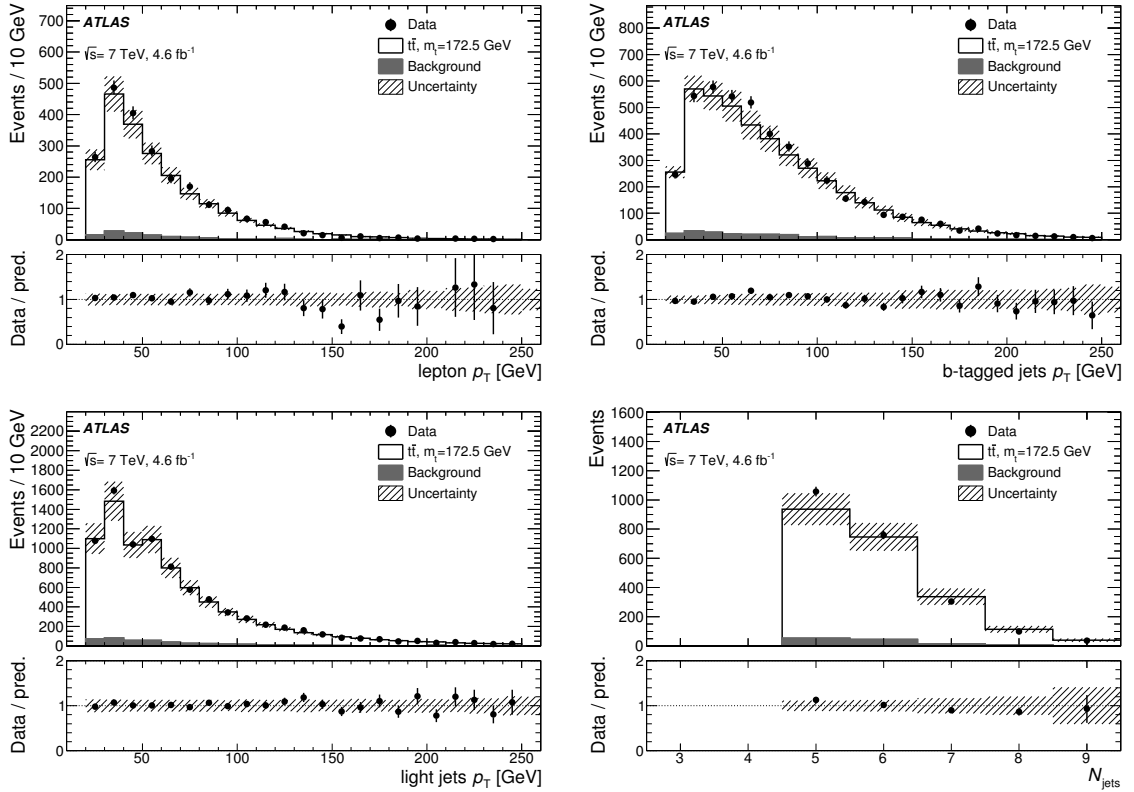 ATLAS
√s= 7 TeV, 4.6 fb-1
Data
tt̄, mt=172.5 GeV
Background
Uncertainty
Events / 10 GeV
700
600
500
400
300
200
100
0
Data / pred.
2
1
0
50 100 150 200 250
lepton pT [GeV]
ATLAS
√s= 7 TeV, 4.6 fb-1
Data
tt̄, mt=172.5 GeV
Background
Uncertainty
Events / 10 GeV
800
700
600
500
400
300
200
100
0
Data / pred.
2
1
0
50 100 150 200 250
b-tagged jets pT [GeV]
ATLAS
√s= 7 TeV, 4.6 fb-1
Data
tt̄, mt=172.5 GeV
Background
Uncertainty
Events / 10 GeV
2200
2000
1800
1600
1400
1200
1000
800
600
400
200
0
Data / pred.
2
1
0
50 100 150 200 250
light jets pT [GeV]
ATLAS
√s= 7 TeV, 4.6 fb-1
Data
tt̄, mt=172.5 GeV
Background
Uncertainty
Events
1600
1400
1200
1000
800
600
400
200
0
Data / pred.
2
1
0
3 4 5 6 7 8 9
Njets